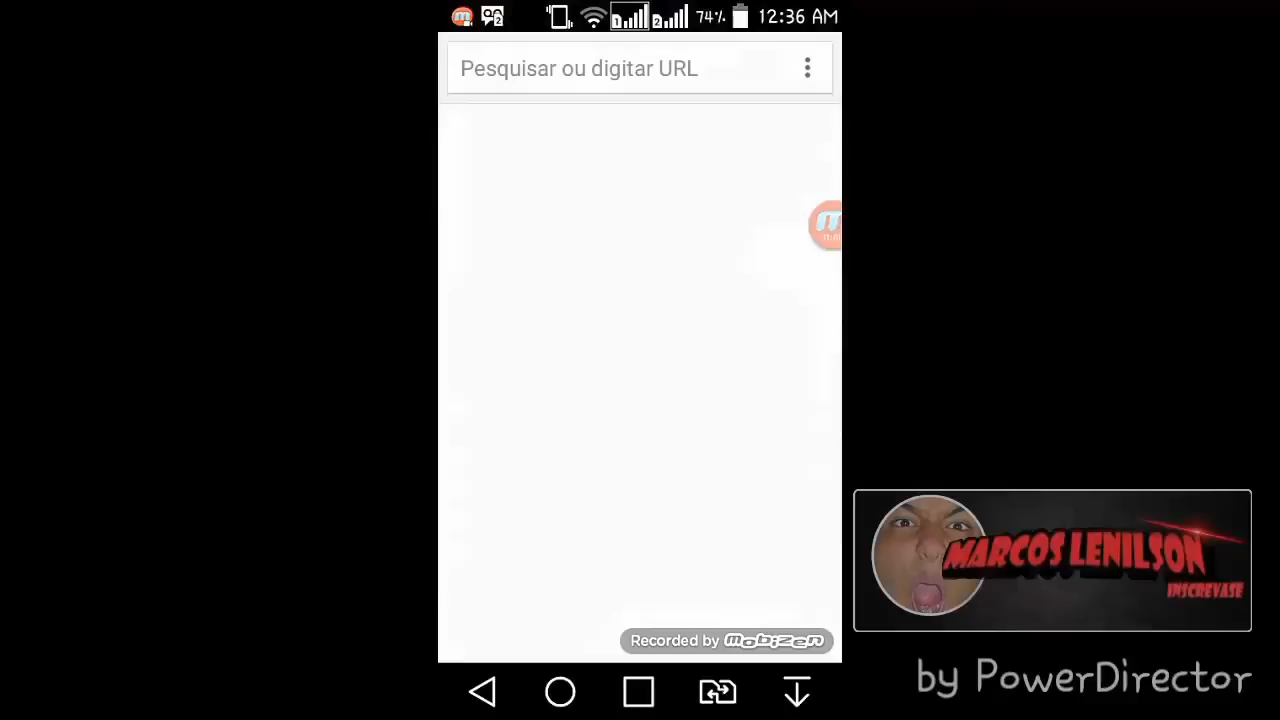 74% 12:36 AM
Pesquisar ou digitar URL
Recorded by mobizen
MARCOS LENILSON
INSCREVASE
by PowerDirector